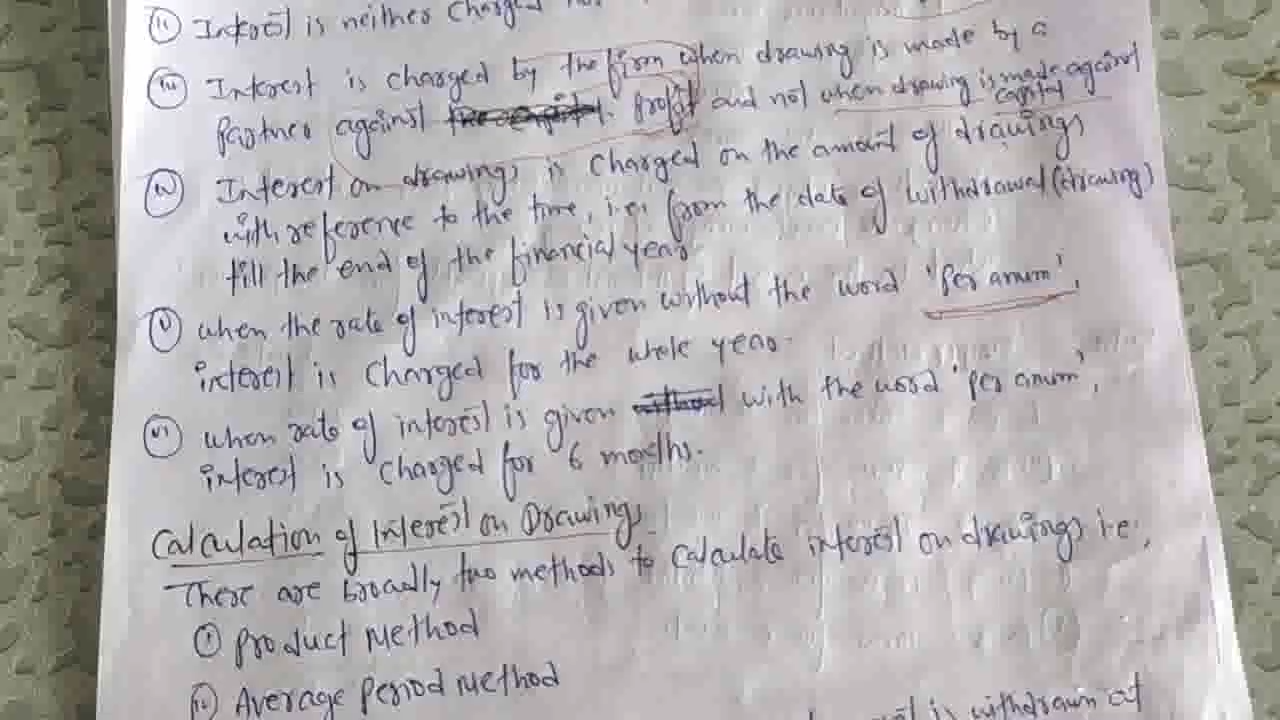 (ii) Interest is neither charged
(iii) Interest is charged by the firm when drawing is made by a
partner against profit and not when drawing is made against
capital
(iv) Interest on drawings is charged on the amount of drawings
with reference to the time, i.e. from the date of withdrawal (drawing)
till the end of the financial year
(v) when the rate of interest is given without the word 'per anum',
interest is charged for the whole year.
(vi) when rate of interest is given with the word 'per anum',
interest is charged for 6 months.
Calculation of Interest on Drawings
There are broadly two methods to calculate interest on drawings i.e,
(i) Product Method
(ii) Average Period Method
is withdrawn at